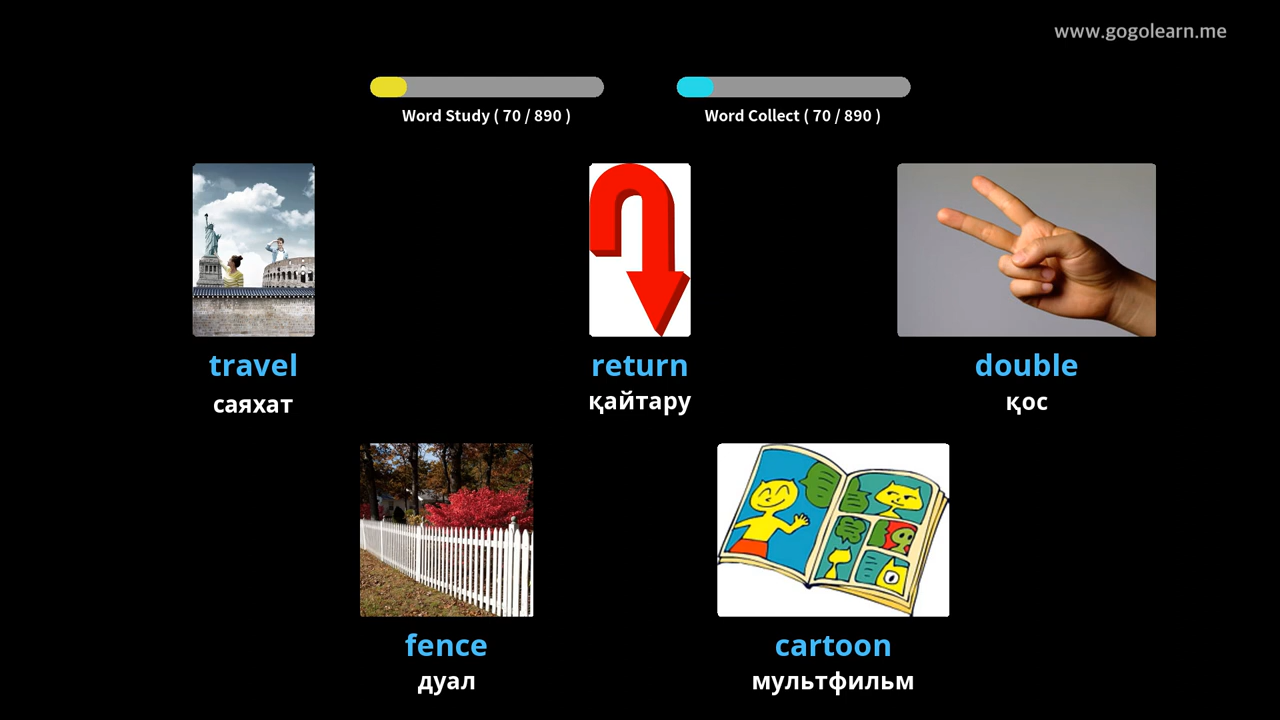 www.gogolearn.me
Word Study ( 70 / 890 )
Word Collect ( 70 / 890 )
travel
саяхат
return
қайтару
double
қос
fence
дуал
cartoon
мультфильм